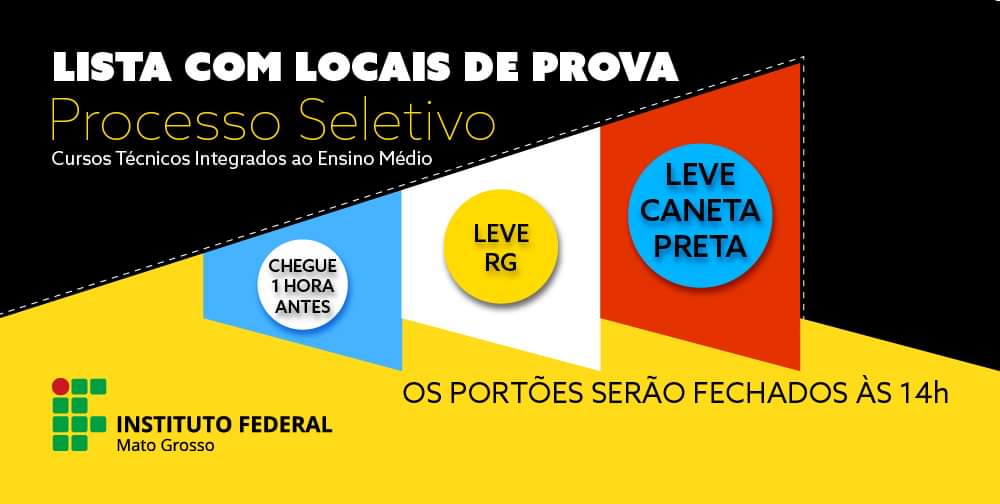 LISTA COM LOCAIS DE PROVA
Processo Seletivo
Cursos Técnicos Integrados ao Ensino Médio
CHEGUE
1 HORA
ANTES
LEVE
RG
LEVE
CANETA
PRETA
OS PORTÕES SERÃO FECHADOS ÀS 14h
INSTITUTO FEDERAL
Mato Grosso